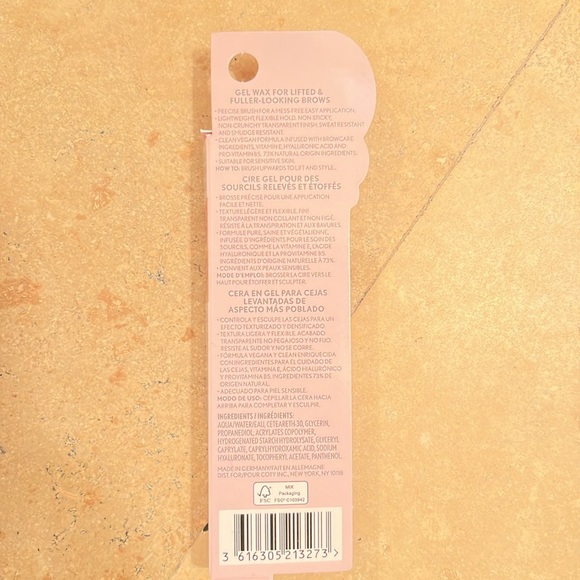 GEL WAX FOR LIFTED &
FULLER-LOOKING BROWS
• PRECISE BRUSH FOR A MESS-FREE EASY APPLICATION.
• LIGHTWEIGHT FLEXIBLE HOLD, NON STICKY,
NON-CRUNCHY TRANSPARENT FINISH, SWEAT RESISTANT
AND SMUDGE RESISTANT.
• CLEAN VEGAN FORMULA INFUSED WITH BROWCARE
INGREDIENTS, VITAMIN E, HYALURONIC AND
PRO VITAMIN B5. 73% NATURAL ORIGIN INGREDIENTS.
• SUITABLE FOR SENSITIVE SKIN.
HOW TO: BRUSH UPWARDS TO LIFT AND STYLE.
CIRE GEL POUR DES
SOURCILS RELEVÉS ET ÉTOFFÉS
• BROSSE PRÉCISE POUR UNE APPLICATION
FACILE ET NETTE.
• TEXTURE LÉGÈRE ET FLEXIBLE. FINI
TRANSPARENT NON COLLANT ET NON DUR.
RÉSISTE À LA TRANSPIRATION ET AUX BAVURES.
• FORMULE PURE, SAINE ET VÉGÉTALIENNE,
INFUSÉE D'INGRÉDIENTS POUR LE SOIN DES
SOURCILS, COMME LA VITAMINE E, L'ACIDE
HYALURONIQUE ET LA PROVITAMINE B5.
INGRÉDIENTS D'ORIGINE NATURELLE À 73%.
• CONVIENT AUX PEAUX SENSIBLES.
MODE D'EMPLOI: BROSSER LA CIRE VERS LE
HAUT POUR ÉTOFFER ET SCULPTER.
CERA EN GEL PARA CEJAS
LEVANTADAS DE
ASPECTO MÁS POBLADO
• CONTROLA Y ESCULPE LAS CEJAS PARA UN
EFECTO TEXTURIZADO Y DENSIFICADO.
• TEXTURA LIGERA Y FLEXIBLE. ACABADO
TRANSPARENTE NO PEGAJOSO Y NO FIJO.
RESISTE AL SUDOR Y NO SE CORRE.
• FÓRMULA VEGANA Y CLEAN ENRIQUECIDA
CON INGREDIENTES PARA EL CUIDADO DE
LAS CEJAS, VITAMINA E, ÁCIDO HIALURÓNICO
Y PROVITAMINA B5, INGREDIENTES 73% DE
ORIGEN NATURAL.
• ADECUADO PARA PIEL SENSIBLE.
MODO DE USO: CEPILLAR LA CERA HACIA
ARRIBA PARA COMPLETAR Y ESCULPIR.
INGREDIENTS / INGRÉDIENTS:
AQUA/WATER/EAU, CETEARETH-30, GLYCERIN,
PROPANEDIOL, ACRYLATES COPOLYMER,
HYDROGENATED STARCH HYDROLYSATE, GLYCERYL
CAPRYLATE, CAPRYLHYDROXAMIC ACID, SODIUM
HYALURONATE, TOCOPHERYL ACETATE, PANTHENOL.
MADE IN GERMANY/FAIT EN ALLEMAGNE
DIST. FOR/POUR COTY INC., NEW YORK, NY 10118
FSC
MIX
Packaging
3 616305 213273 >